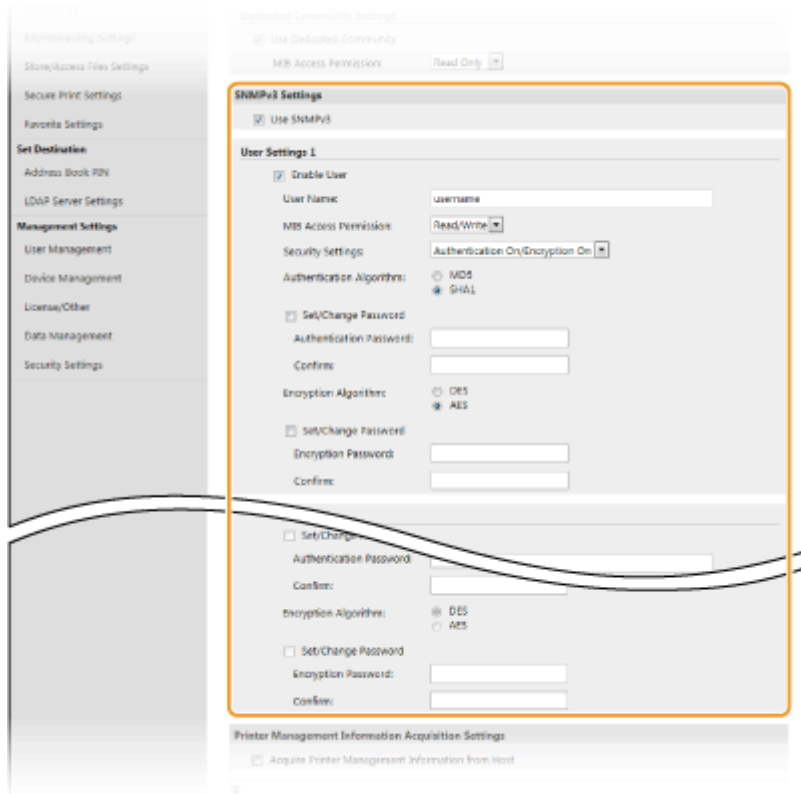 Store/Access Files Settings
Secure Print Settings
Favorite Settings
Set Destination
Address Book PIN
LDAP Server Settings
Management Settings
User Management
Device Management
License/Other
Data Management
Security Settings
Dedicated Community Settings
Use Dedicated Community
MIB Access Permission: Read Only
SNMPv3 Settings
Use SNMPv3
User Settings 1
Enable User
User Name: username
MIB Access Permission: Read/Write
Security Settings: Authentication On/Encryption On
Authentication Algorithm: MD5
SHA1
Set/Change Password
Authentication Password:
Confirm:
Encryption Algorithm: DES
AES
Set/Change Password
Encryption Password:
Confirm:
Set/Change
Authentication Password:
Confirm:
Encryption Algorithm: DES
AES
Set/Change Password
Encryption Password:
Confirm:
Printer Management Information Acquisition Settings
Acquire Printer Management Information from Host